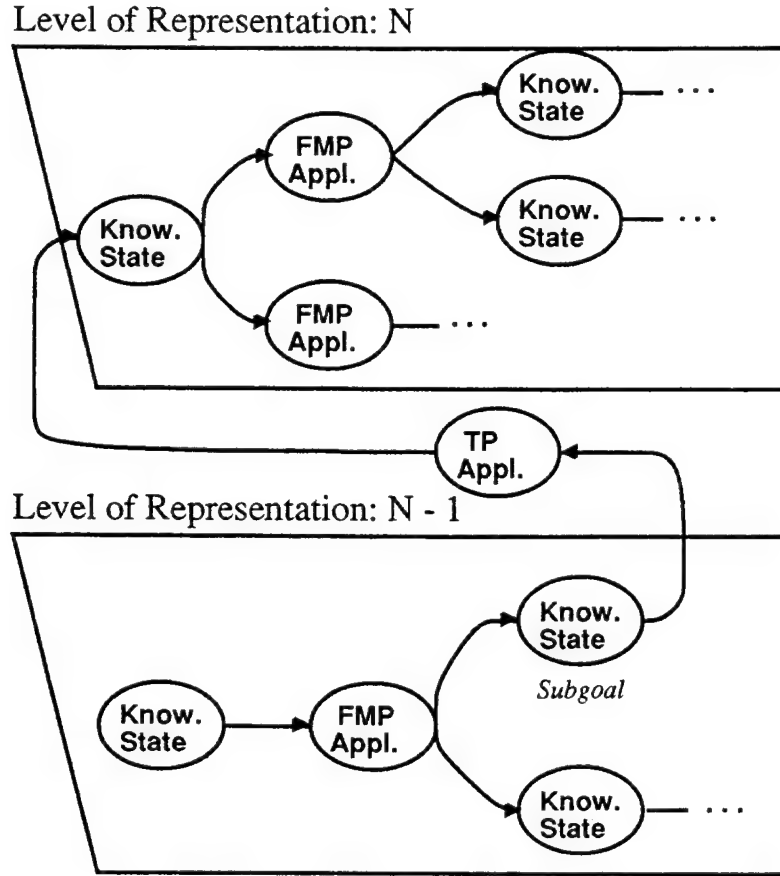 Level of Representation: N
Know.
State
. . .
FMP
Appl.
Know.
State
. . .
Know.
State
FMP
Appl.
. . .
TP
Appl.
Level of Representation: N - 1
Know.
State
Subgoal
Know.
State
FMP
Appl.
Know.
State
. . .